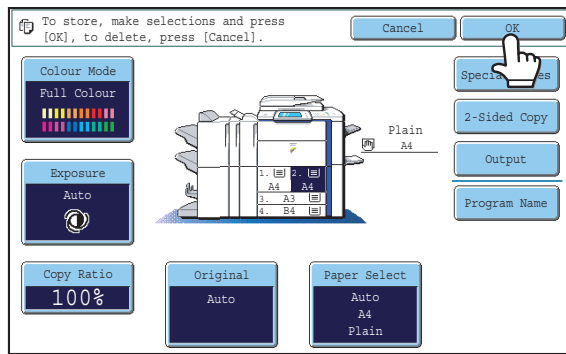 To store, make selections and press
[OK], to delete, press [Cancel].
Cancel
OK
Colour Mode
Full Colour
Special
es
2-Sided Copy
Plain
A4
Output
Exposure
Auto
1.
2.
A4
A4
3.
A3
4.
B4
Program Name
Copy Ratio
100%
Original
Auto
Paper Select
Auto
A4
Plain